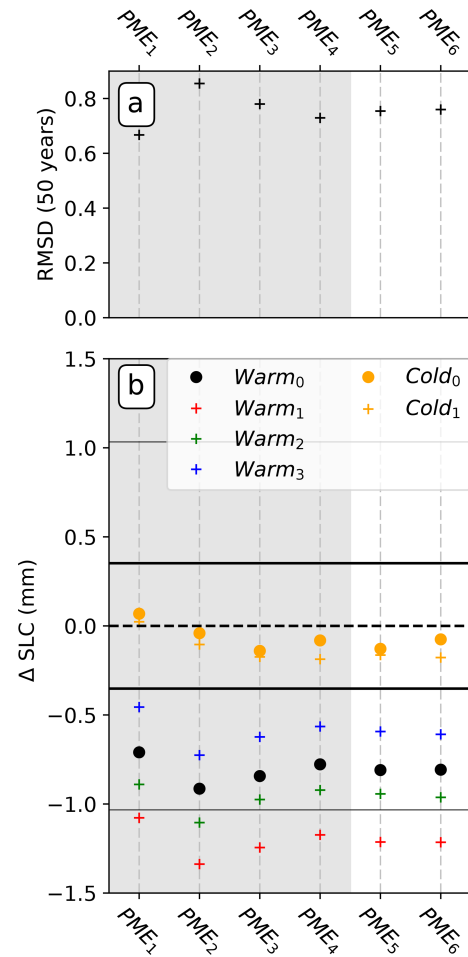 PME₁ PME₂ PME₃ PME₄ PME₅ PME₆
a
RMSD (50 years)
0.8
0.6
0.4
0.2
0.0
b
Warm₀ Cold₀
Warm₁ Cold₁
Warm₂
Warm₃
Δ SLC (mm)
1.5
1.0
0.5
0.0
−0.5
−1.0
−1.5
PME₁ PME₂ PME₃ PME₄ PME₅ PME₆